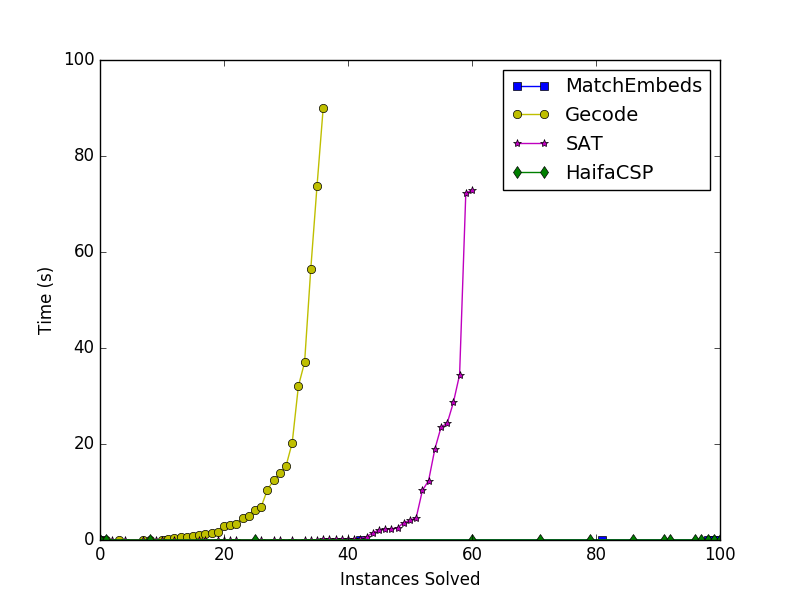 100
80
60
40
20
0
Time (s)
0 20 40 60 80 100
Instances Solved
MatchEmbeds
Gecode
SAT
HaifaCSP